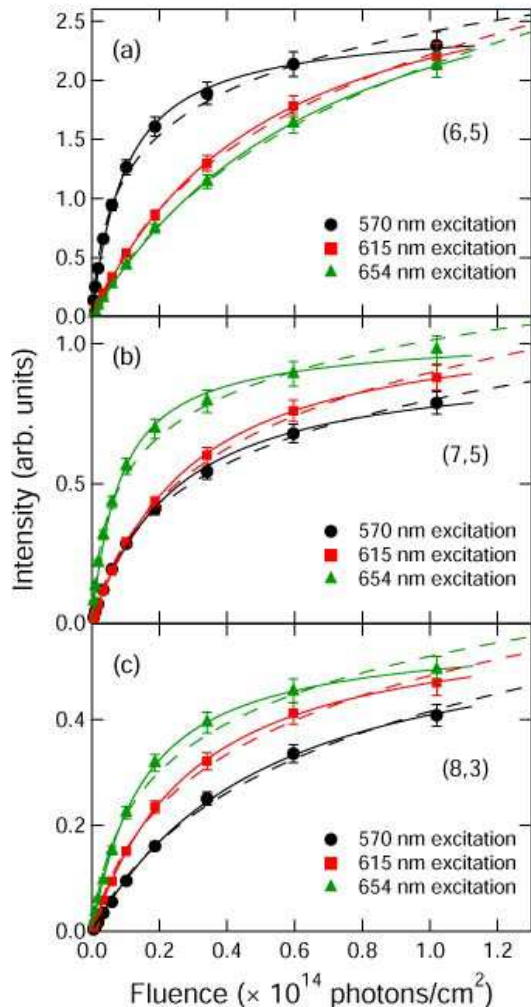 2.5
(a)
2.0
1.5
(6,5)
1.0
570 nm excitation
615 nm excitation
0.5
654 nm excitation
0.0
(b)
1.0
Intensity (arb. units)
(7,5)
0.5
570 nm excitation
615 nm excitation
654 nm excitation
0.0
(c)
0.4
(8,3)
0.2
570 nm excitation
615 nm excitation
654 nm excitation
0.0
0.0 0.2 0.4 0.6 0.8 1.0 1.2
Fluence (× 10¹⁴ photons/cm²)